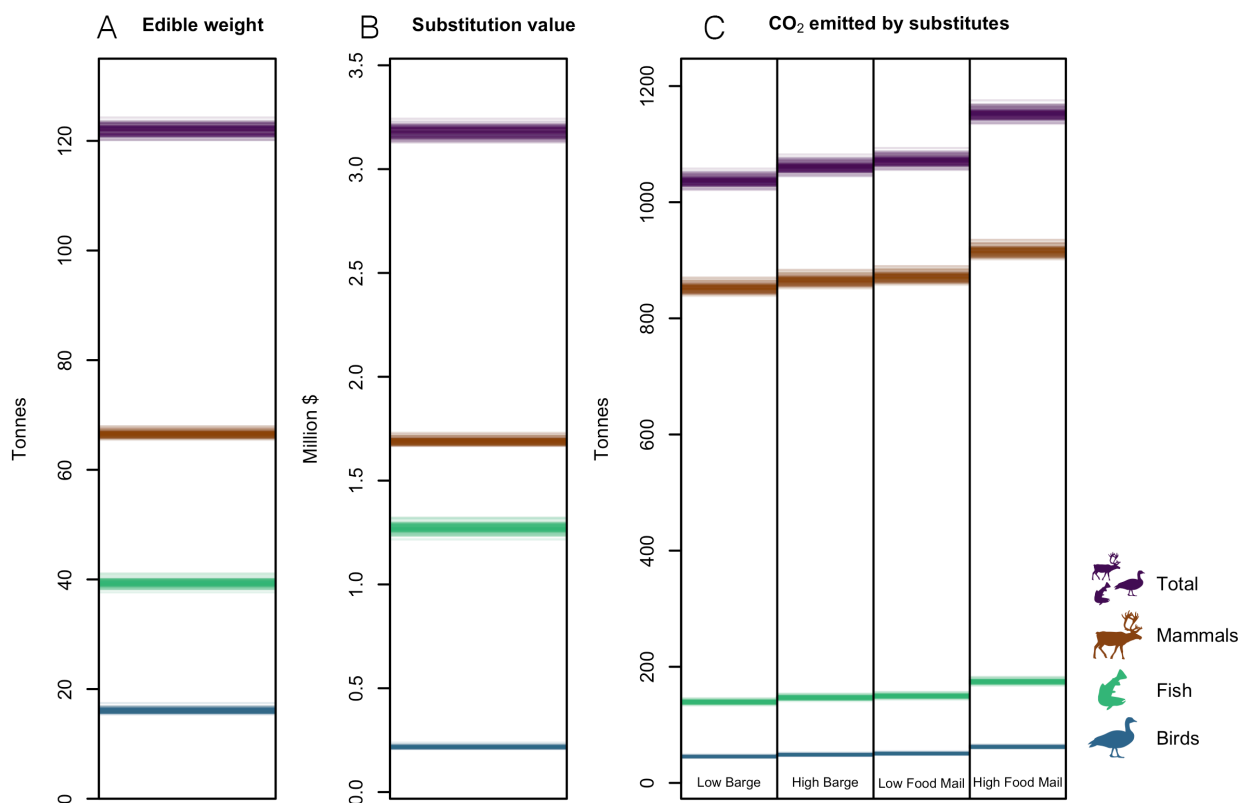 A Edible weight
B Substitution value
C CO₂ emitted by substitutes
Tonnes
0
20
40
60
80
100
120
Million $
0.0
0.5
1.0
1.5
2.0
2.5
3.0
3.5
Tonnes
0
200
400
600
800
1000
1200
Low Barge
High Barge
Low Food Mail
High Food Mail
Total
Mammals
Fish
Birds